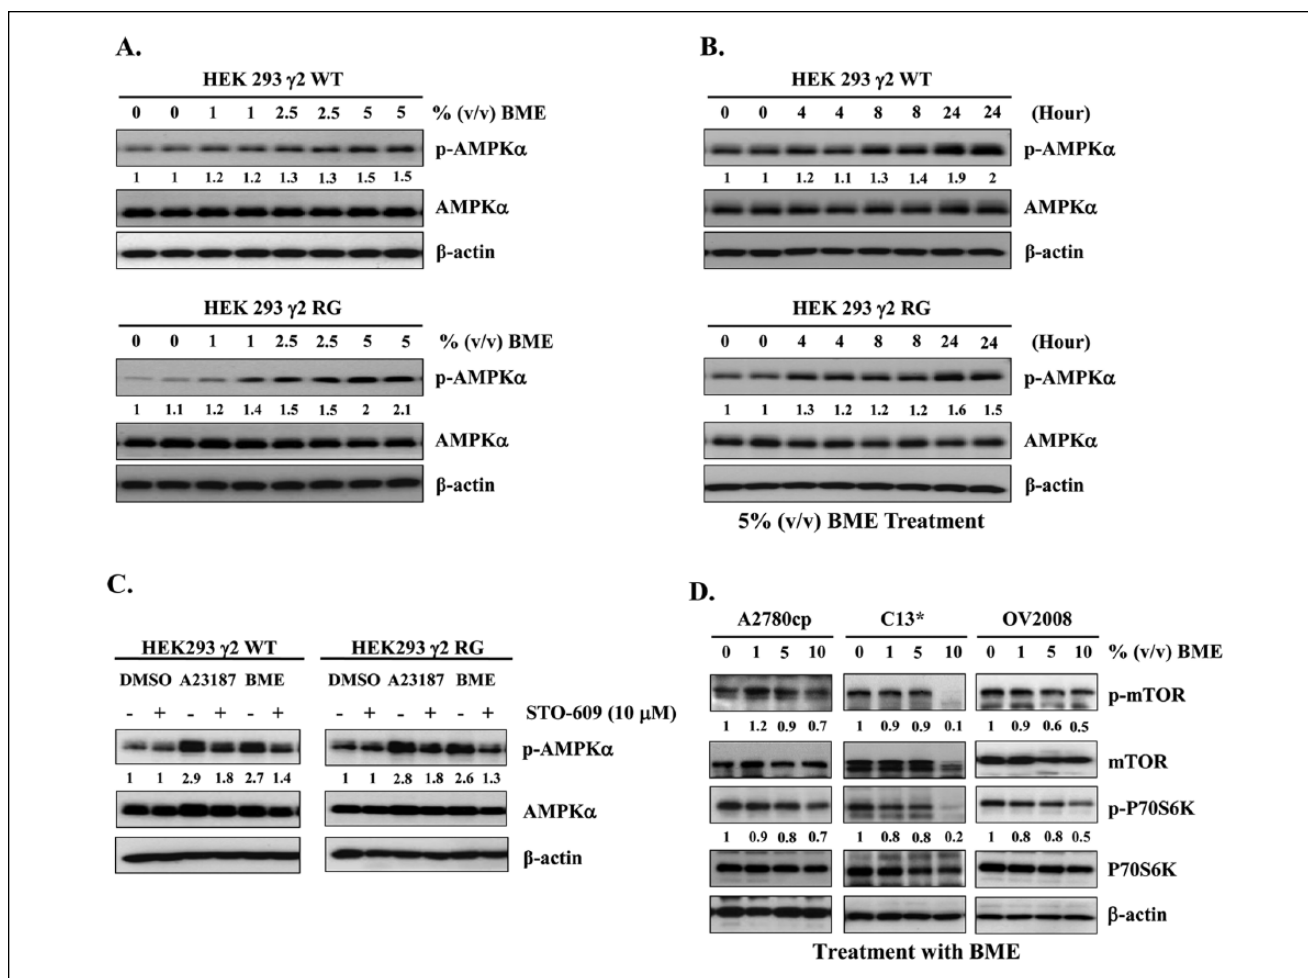 A.
HEK 293 γ2 WT
0 0 1 1 2.5 2.5 5 5 % (v/v) BME
p-AMPKα
1 1 1.2 1.2 1.3 1.3 1.5 1.5
AMPKα
β-actin
HEK 293 γ2 RG
0 0 1 1 2.5 2.5 5 5 % (v/v) BME
p-AMPKα
1 1.1 1.2 1.4 1.5 1.5 2 2.1
AMPKα
β-actin
B.
HEK 293 γ2 WT
0 0 4 4 8 8 24 24 (Hour)
p-AMPKα
1 1 1.2 1.1 1.3 1.4 1.9 2
AMPKα
β-actin
HEK 293 γ2 RG
0 0 4 4 8 8 24 24 (Hour)
p-AMPKα
1 1 1.3 1.2 1.2 1.2 1.6 1.5
AMPKα
β-actin
5% (v/v) BME Treatment
C.
HEK293 γ2 WT HEK293 γ2 RG
DMSO A23187 BME DMSO A23187 BME
- + - + - + - + - + - + STO-609 (10 μM)
p-AMPKα
1 1 2.9 1.8 2.7 1.4 1 1 2.8 1.8 2.6 1.3
AMPKα
β-actin
D.
A2780cp C13* OV2008
0 1 5 10 0 1 5 10 0 1 5 10 % (v/v) BME
p-mTOR
1 1.2 0.9 0.7 1 0.9 0.9 0.1 1 0.9 0.6 0.5
mTOR
p-P70S6K
1 0.9 0.8 0.7 1 0.8 0.8 0.2 1 0.8 0.8 0.5
P70S6K
β-actin
Treatment with BME